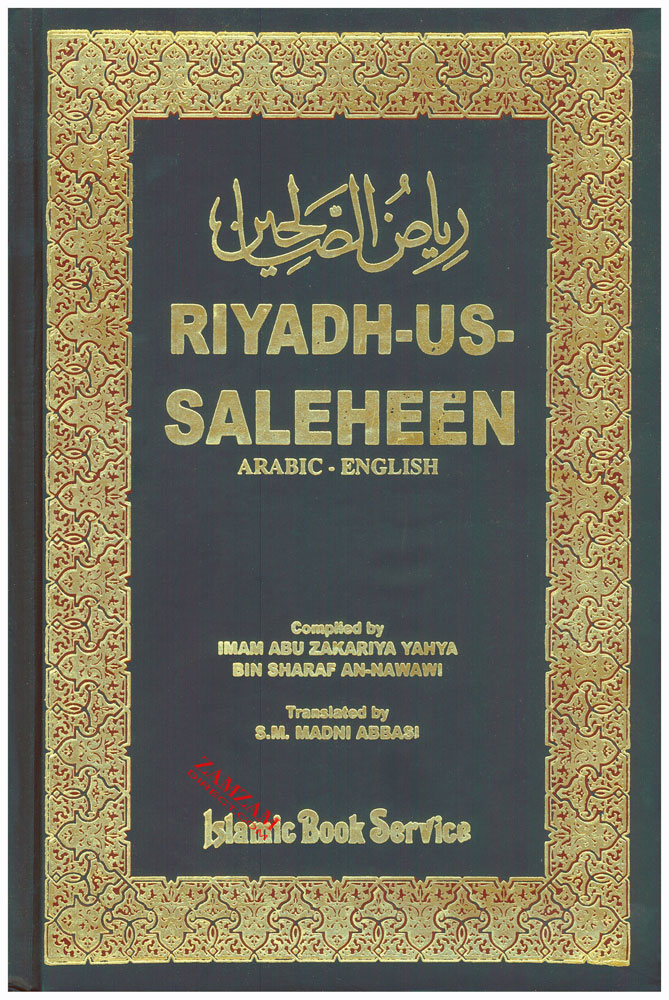 رياض الصالحين
RIYADH-US-
SALEHEEN
ARABIC - ENGLISH
Compiled by
IMAM ABU ZAKARIYA YAHYA
BIN SHARAF AN-NAWAWI
Translated by
S.M. MADNI ABBASI
ZAMZAM
Islamic Book Service